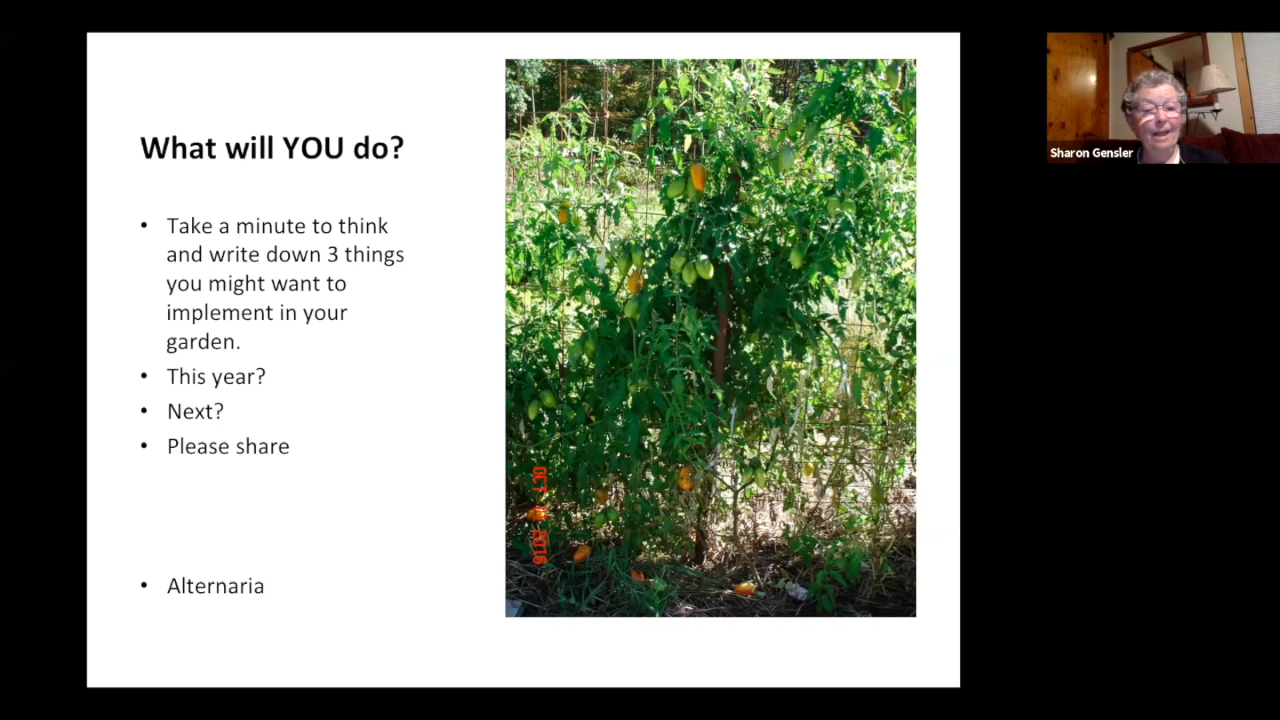 What will YOU do?
• Take a minute to think
and write down 3 things
you might want to
implement in your
garden.
• This year?
• Next?
• Please share
• Alternaria
Sharon Gensler